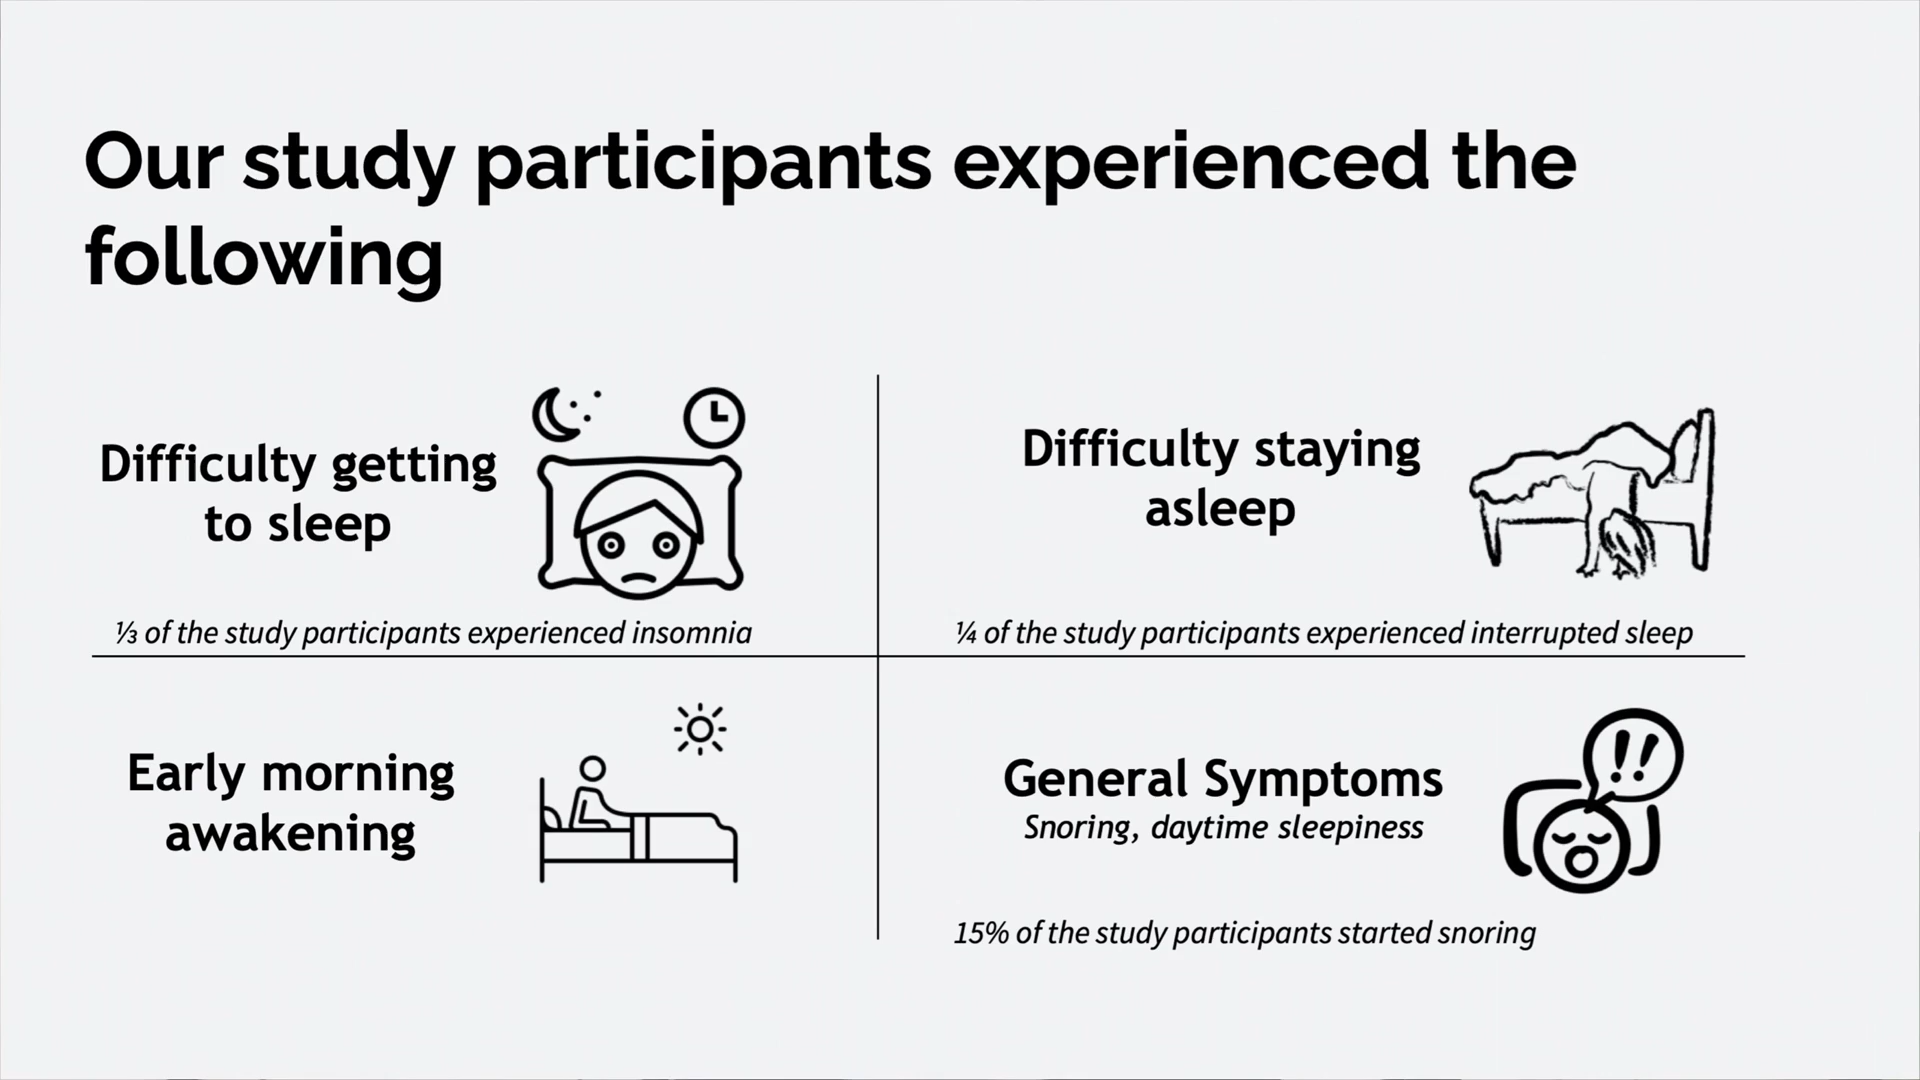 Our study participants experienced the
following
Difficulty getting
to sleep
⅓ of the study participants experienced insomnia
Difficulty staying
asleep
¼ of the study participants experienced interrupted sleep
Early morning
awakening
General Symptoms
Snoring, daytime sleepiness
!!
15% of the study participants started snoring